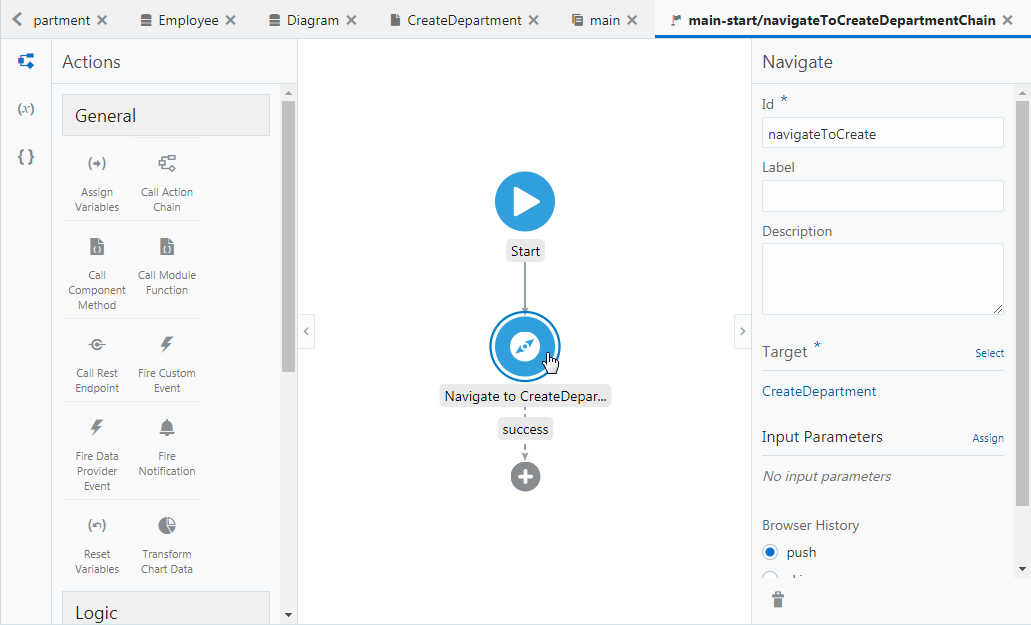 partment
Employee
Diagram
CreateDepartment
main
main-start/navigateToCreateDepartmentChain
Actions
General
(x)
{ }
Assign
Variables
Call Action
Chain
Call
Component
Method
Call Module
Function
Call Rest
Endpoint
Fire Custom
Event
Fire Data
Provider
Event
Fire
Notification
Reset
Variables
Transform
Chart Data
Logic
Start
Navigate to CreateDepar...
success
Navigate
Id *
navigateToCreate
Label
Description
Target *
Select
CreateDepartment
Input Parameters
Assign
No input parameters
Browser History
push